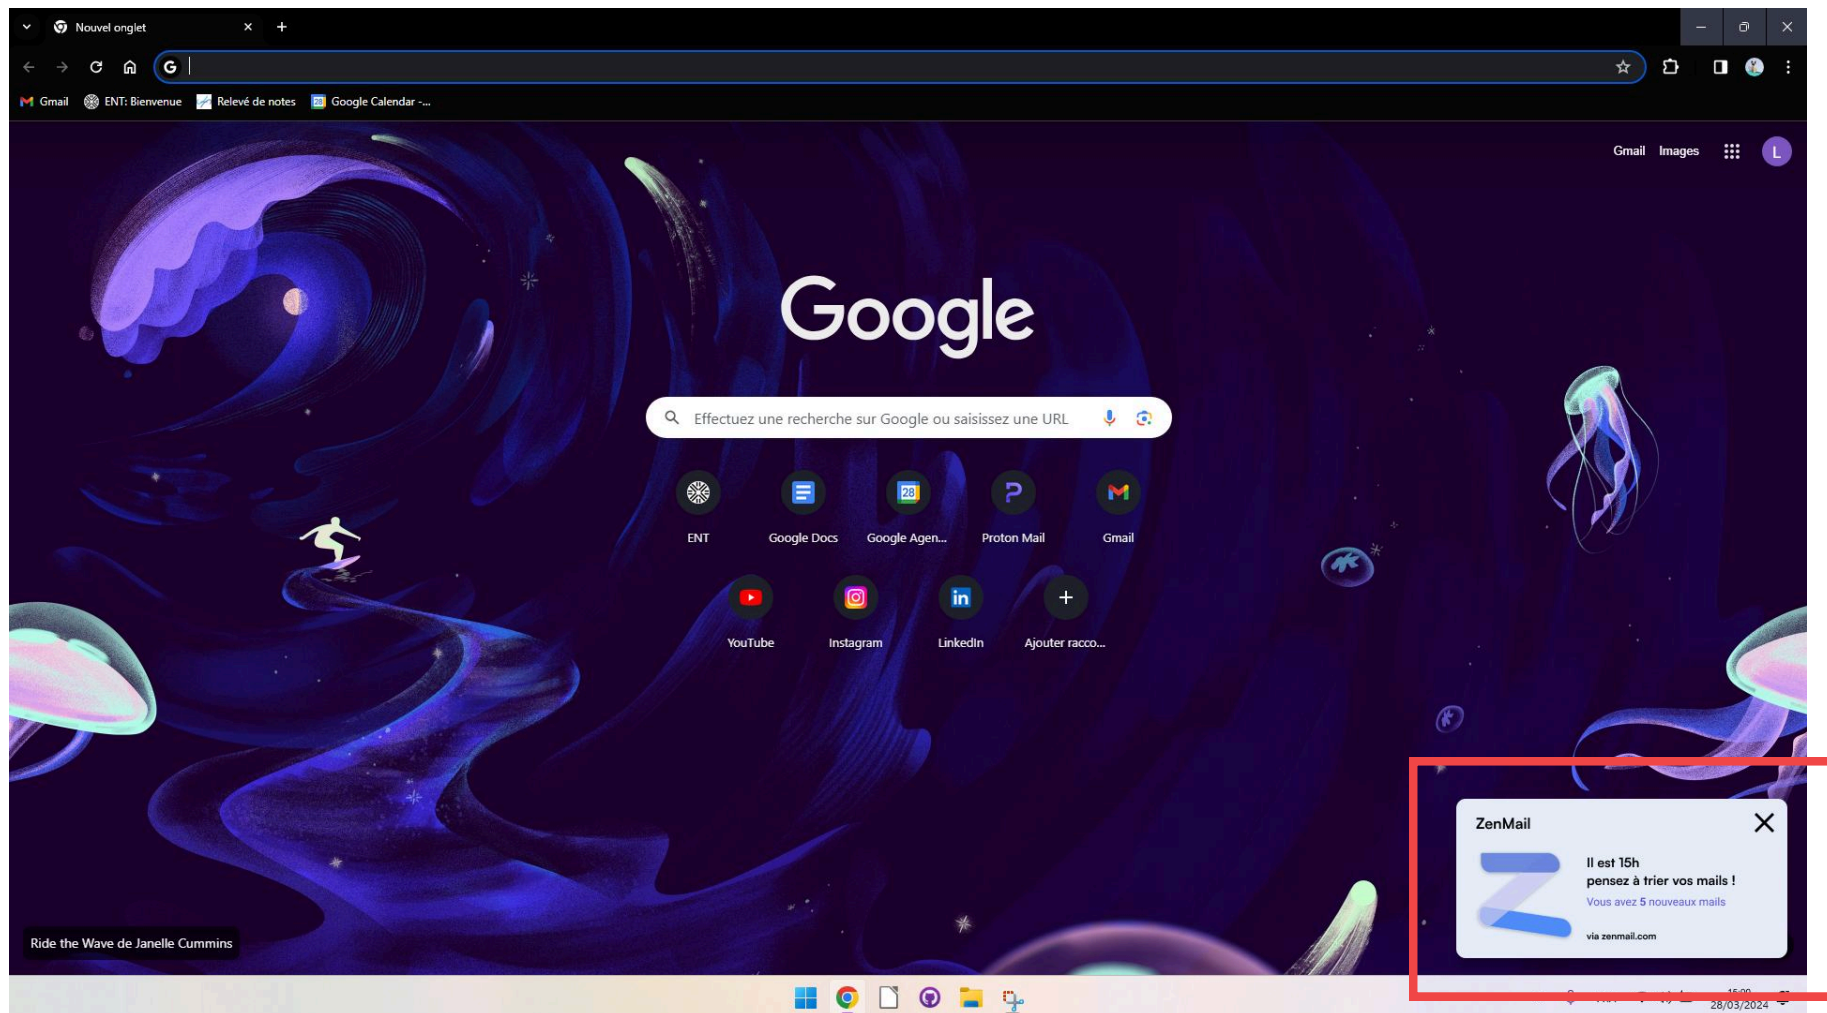 Nouvel onglet
Gmail
ENT: Bienvenue
Relevé de notes
Google Calendar -...
Gmail
Images
L
Google
Effectuez une recherche sur Google ou saisissez une URL
ENT
Google Docs
Google Agen...
Proton Mail
Gmail
YouTube
Instagram
LinkedIn
Ajouter racco...
ZenMail
Il est 15h
pensez à trier vos mails !
Vous avez 5 nouveaux mails
via zenmail.com
Ride the Wave de Janelle Cummins
28/03/2024